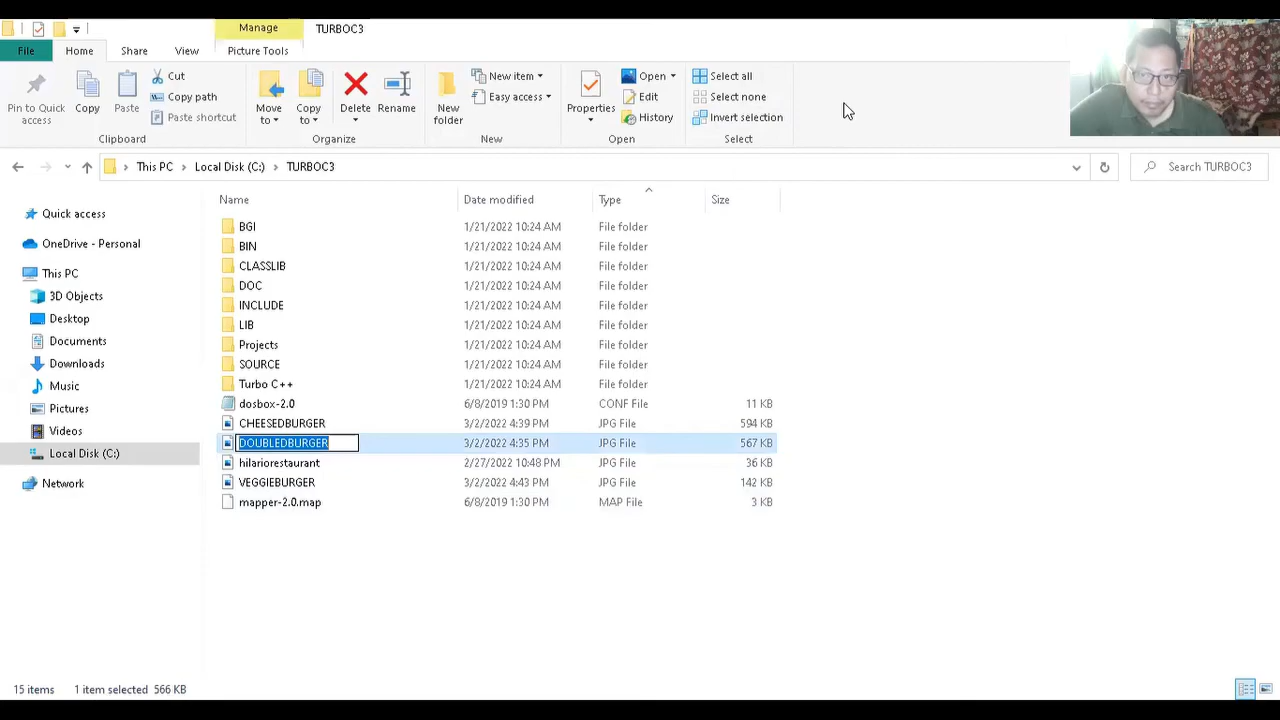 Manage TURBOC3
File Home Share View Picture Tools
Pin to Quick access Copy Paste Cut Copy path Paste shortcut
Clipboard
Move to Copy to Delete Rename
Organize
New folder New item Easy access
New
Properties Open Edit History
Open
Select all Select none Invert selection
Select
This PC Local Disk (C:) TURBOC3 Search TURBOC3
Quick access
OneDrive - Personal
This PC
3D Objects
Desktop
Documents
Downloads
Music
Pictures
Videos
Local Disk (C:)
Network
Name Date modified Type Size
BGI 1/21/2022 10:24 AM File folder
BIN 1/21/2022 10:24 AM File folder
CLASSLIB 1/21/2022 10:24 AM File folder
DOC 1/21/2022 10:24 AM File folder
INCLUDE 1/21/2022 10:24 AM File folder
LIB 1/21/2022 10:24 AM File folder
Projects 1/21/2022 10:24 AM File folder
SOURCE 1/21/2022 10:24 AM File folder
Turbo C++ 1/21/2022 10:24 AM File folder
dosbox-2.0 6/8/2019 1:30 PM CONF File 11 KB
CHEESEDBURGER 3/2/2022 4:39 PM JPG File 594 KB
DOUBLEDBURGER 3/2/2022 4:35 PM JPG File 567 KB
hilariorestaurant 2/27/2022 10:48 PM JPG File 36 KB
VEGGIEBURGER 3/2/2022 4:43 PM JPG File 142 KB
mapper-2.0.map 6/8/2019 1:30 PM MAP File 3 KB
15 items 1 item selected 566 KB